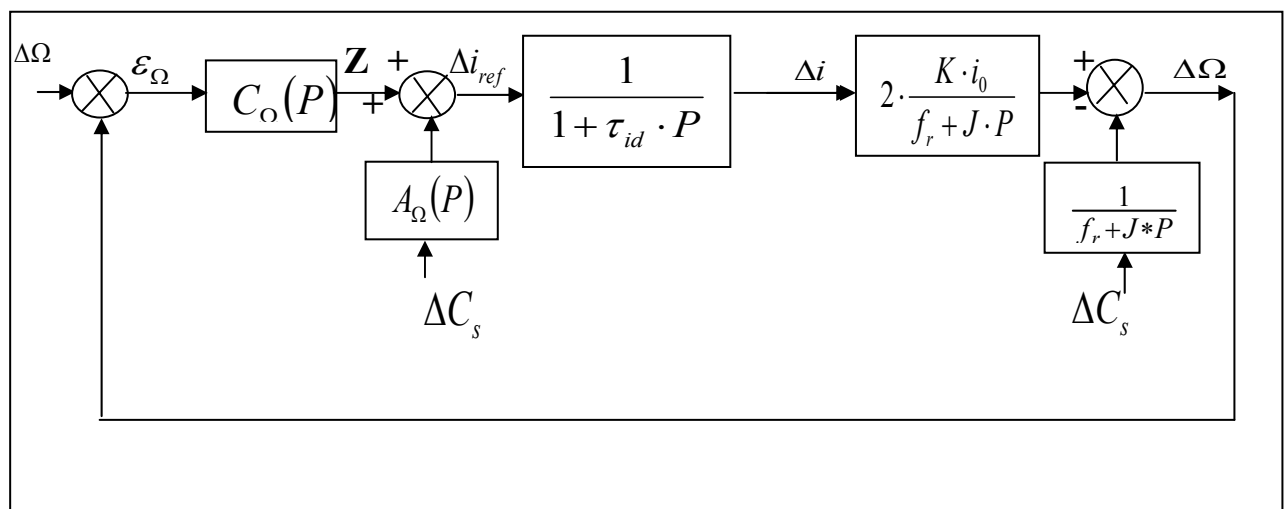 ΔΩ
ε_Ω
C_Ω(P)
Z +
+
Δi_ref
1
1 + τ_id · P
Δi
2 · K · i_0
f_r + J · P
+
-
ΔΩ
A_Ω(P)
1
f_r + J * P
ΔC_s
ΔC_s